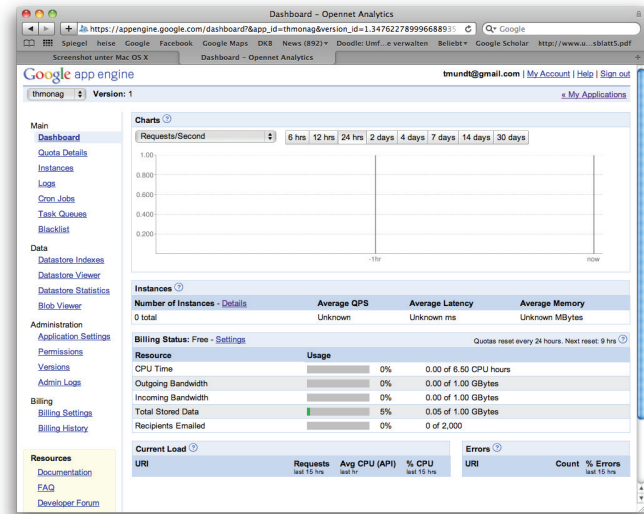 Dashboard – Opennet Analytics
https://appengine.google.com/dashboard?&app_id=thmonag&version_id=1.347622789996668893
Google
Spiegel heise Google Facebook Google Maps DKB News (892) Doodle: Umf...e verwalten Beliebt Google Scholar http://www.u...sblatt5.pdf
Screenshot unter Mac OS X
Dashboard – Opennet Analytics
Google app engine
tmundt@gmail.com | My Account | Help | Sign out
thmonag Version: 1
« My Applications
Main
Dashboard
Quota Details
Instances
Logs
Cron Jobs
Task Queues
Blacklist
Data
Datastore Indexes
Datastore Viewer
Datastore Statistics
Blob Viewer
Administration
Application Settings
Permissions
Versions
Admin Logs
Billing
Billing Settings
Billing History
Resources
Documentation
FAQ
Developer Forum
Charts
Requests/Second 6 hrs 12 hrs 24 hrs 2 days 4 days 7 days 14 days 30 days
1.00
0.800
0.600
0.400
0.200
-1hr now
Instances
Number of Instances - Details Average QPS Average Latency Average Memory
0 total Unknown Unknown ms Unknown MBytes
Billing Status: Free - Settings Quotas reset every 24 hours. Next reset: 9 hrs
Resource Usage
CPU Time 0% 0.00 of 6.50 CPU hours
Outgoing Bandwidth 0% 0.00 of 1.00 GBytes
Incoming Bandwidth 0% 0.00 of 1.00 GBytes
Total Stored Data 5% 0.05 of 1.00 GBytes
Recipients Emailed 0% 0 of 2,000
Current Load
URI Requests last 15 hrs Avg CPU (API) last hr % CPU last 15 hrs
Errors
URI Count % Errors last 15 hrs